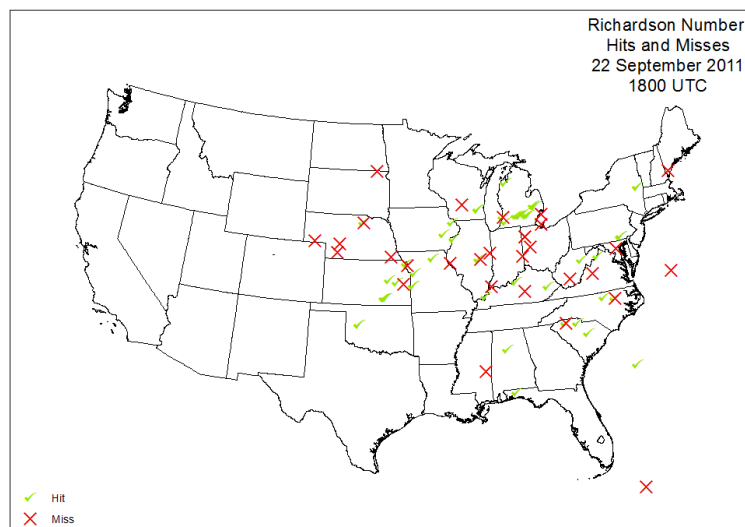 Richardson Number
Hits and Misses
22 September 2011
1800 UTC
Hit
Miss